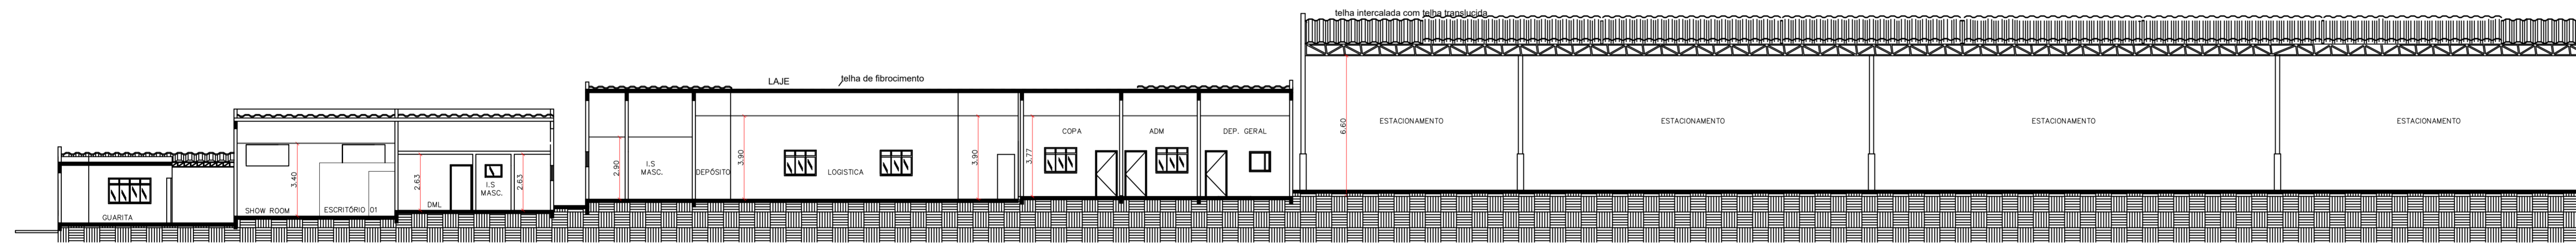 telha intercalada com telha translucida
LAJE
telha de fibrocimento
GUARITA
SHOW ROOM
3.40
ESCRITÓRIO 01
2.63
DML
I.S
MASC.
2.63
2.90
I.S
MASC.
DEPÓSITO
3.90
LOGISTICA
3.90
3.77
COPA
ADM
DEP. GERAL
6.60
ESTACIONAMENTO
ESTACIONAMENTO
ESTACIONAMENTO
ESTACIONAMENTO